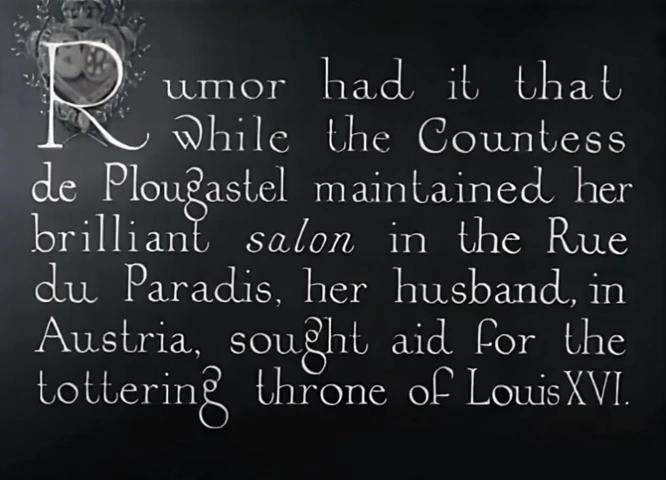 Rumor had it that
while the Countess
de Plougastel maintained her
brilliant salon in the Rue
du Paradis, her husband, in
Austria, sought aid for the
tottering throne of Louis XVI.